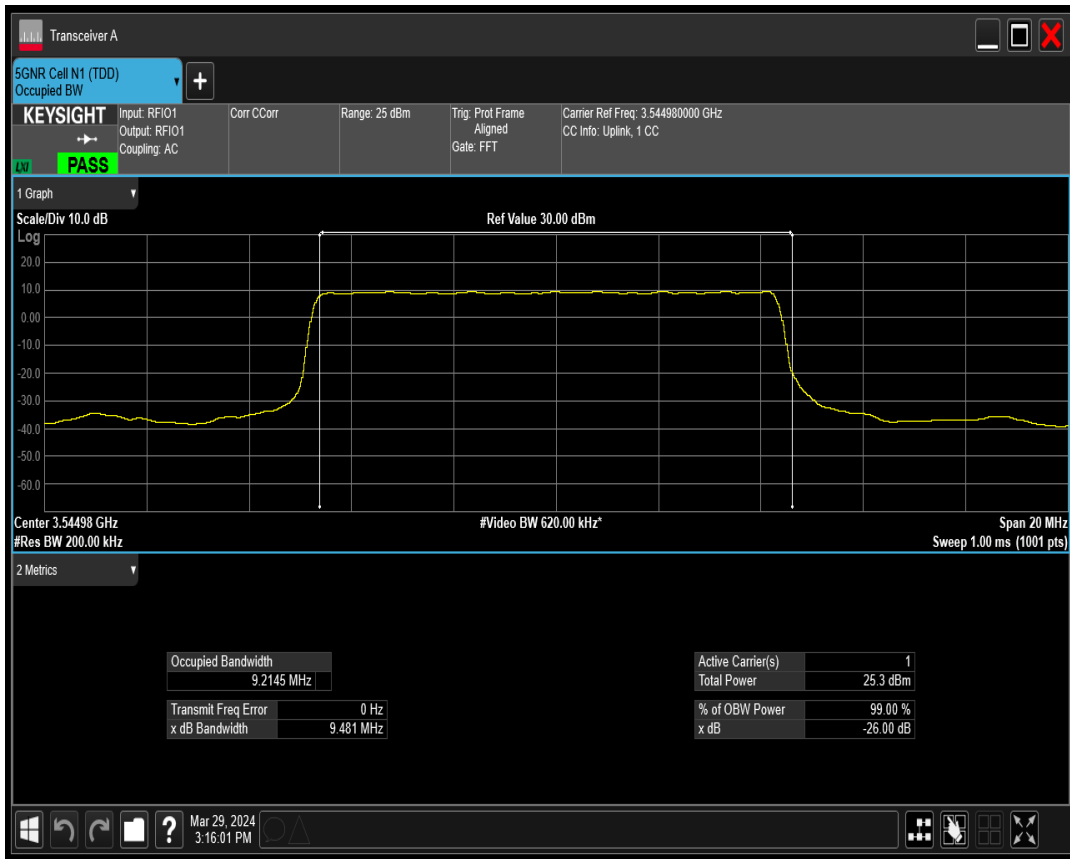 Transceiver A
5GNR Cell N1 (TDD)
Occupied BW
+
KEYSIGHT
LXI
PASS
Input: RFIO1
Output: RFIO1
Coupling: AC
Corr CCorr
Range: 25 dBm
Trig: Prot Frame
Aligned
Gate: FFT
Carrier Ref Freq: 3.544980000 GHz
CC Info: Uplink, 1 CC
1 Graph
Scale/Div 10.0 dB
Ref Value 30.00 dBm
Log
20.0
10.0
0.00
-10.0
-20.0
-30.0
-40.0
-50.0
-60.0
Center 3.54498 GHz
#Video BW 620.00 kHz*
Span 20 MHz
#Res BW 200.00 kHz
Sweep 1.00 ms (1001 pts)
2 Metrics
Occupied Bandwidth
9.2145 MHz
Transmit Freq Error 0 Hz
x dB Bandwidth 9.481 MHz
Active Carrier(s) 1
Total Power 25.3 dBm
% of OBW Power 99.00 %
x dB -26.00 dB
?
Mar 29, 2024
3:16:01 PM